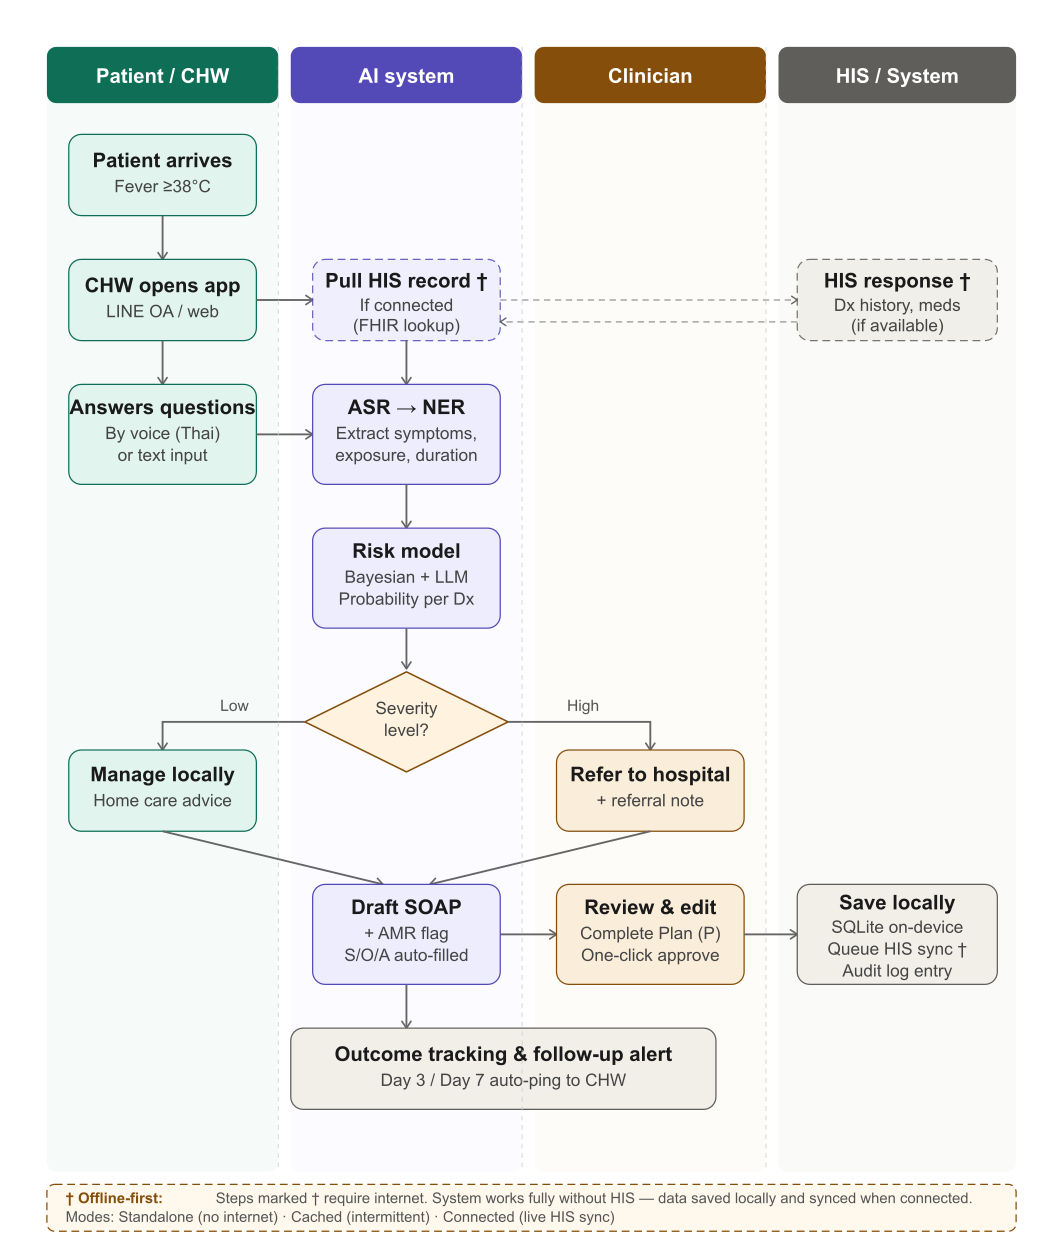 Patient / CHW
AI system
Clinician
HIS / System
Patient arrives
Fever ≥38°C
CHW opens app
LINE OA / web
Pull HIS record †
If connected
(FHIR lookup)
HIS response †
Dx history, meds
(if available)
Answers questions
By voice (Thai)
or text input
ASR → NER
Extract symptoms,
exposure, duration
Risk model
Bayesian + LLM
Probability per Dx
Severity
level?
Low
High
Manage locally
Home care advice
Refer to hospital
+ referral note
Draft SOAP
+ AMR flag
S/O/A auto-filled
Review & edit
Complete Plan (P)
One-click approve
Save locally
SQLite on-device
Queue HIS sync †
Audit log entry
Outcome tracking & follow-up alert
Day 3 / Day 7 auto-ping to CHW
† Offline-first: Steps marked † require internet. System works fully without HIS — data saved locally and synced when connected.
Modes: Standalone (no internet) · Cached (intermittent) · Connected (live HIS sync)